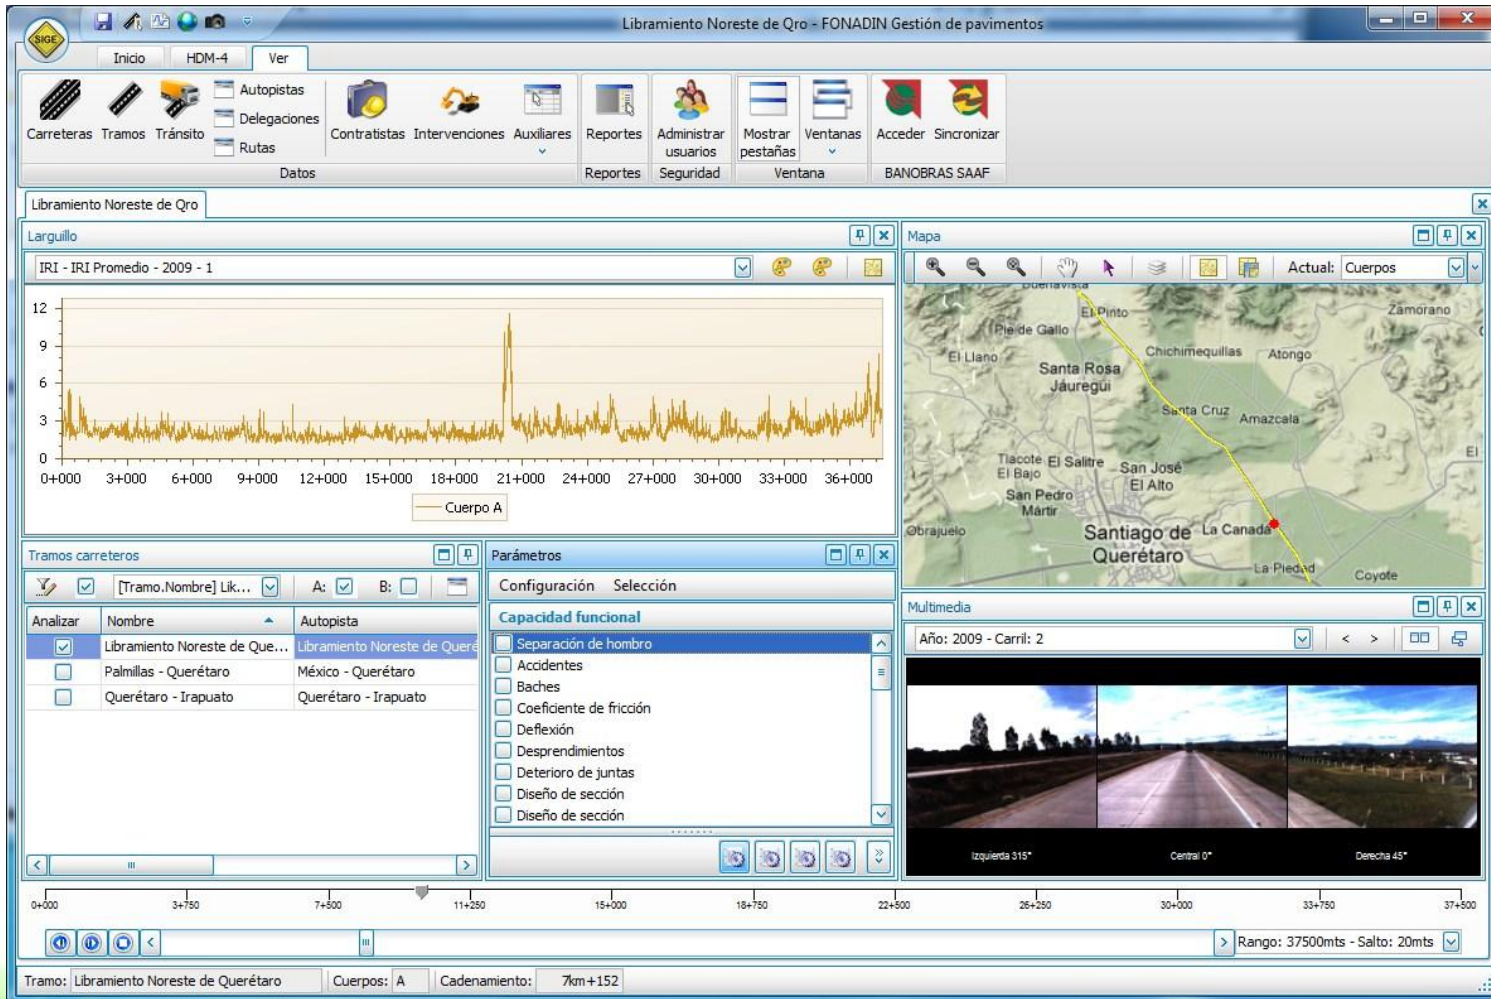 Libramiento Noreste de Qro - FONADIN Gestión de pavimentos
SIGE
Inicio HDM-4 Ver
Carreteras Tramos Tránsito
Autopistas
Delegaciones
Rutas
Contratistas Intervenciones Auxiliares Reportes Administrar usuarios Mostrar pestañas Ventanas Acceder Sincronizar
Datos Reportes Seguridad Ventana BANOBRAS SAAF
Libramiento Noreste de Qro
Larguillo
IRI - IRI Promedio - 2009 - 1
12
9
6
3
0
0+000 3+000 6+000 9+000 12+000 15+000 18+000 21+000 24+000 27+000 30+000 33+000 36+000
Cuerpo A
Mapa
Actual: Cuerpos
Buenavista
El Pinto
Zamorano
Pie de Gallo
El Llano
Chichimequillas
Atongo
Santa Rosa
Jáuregui
Santa Cruz
Amazcala
Tlacote
El Bajo
El Salitre
San José
El Alto
El
San Pedro
Mártir
Obrajuelo
Santiago de
Querétaro
La Canada
La Piedad
Coyote
Tramos carreteros
[Tramo.Nombre] Lik... A: B:
Analizar Nombre Autopista
Libramiento Noreste de Que... Libramiento Noreste de Queré
Palmillas - Querétaro México - Querétaro
Querétaro - Irapuato Querétaro - Irapuato
Parámetros
Configuración Selección
Capacidad funcional
Separación de hombro
Accidentes
Baches
Coeficiente de fricción
Deflexión
Desprendimientos
Deterioro de juntas
Diseño de sección
Diseño de sección
Multimedia
Año: 2009 - Carril: 2
Izquierda 315° Central 0° Derecha 45°
0+000 3+750 7+500 11+250 15+000 18+750 22+500 26+250 30+000 33+750 37+500
Rango: 37500mts - Salto: 20mts
Tramo: Libramiento Noreste de Querétaro Cuerpos: A Cadenamiento: 7km+152